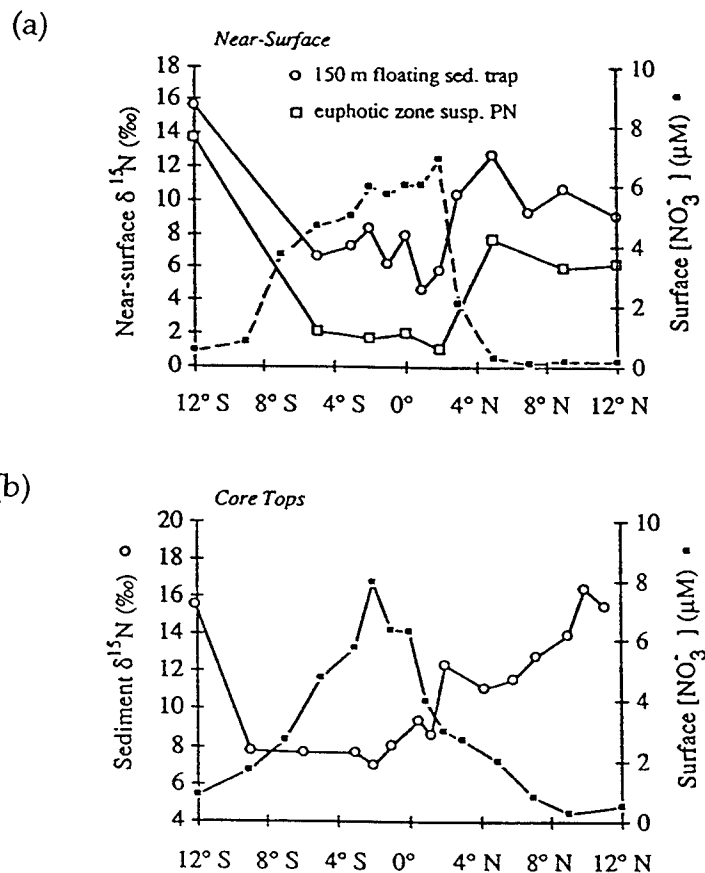 (a)
Near-Surface
○ 150 m floating sed. trap
□ euphotic zone susp. PN
Near-surface δ ¹⁵N (‰)
18
16
14
12
10
8
6
4
2
0
10
8
6
4
2
0
Surface [NO₃⁻] (μM) ▪
12° S 8° S 4° S 0° 4° N 8° N 12° N
b)
Core Tops
Sediment δ¹⁵N (‰) ○
20
18
16
14
12
10
8
6
4
10
8
6
4
2
0
Surface [NO₃⁻] (μM) ▪
12° S 8° S 4° S 0° 4° N 8° N 12° N